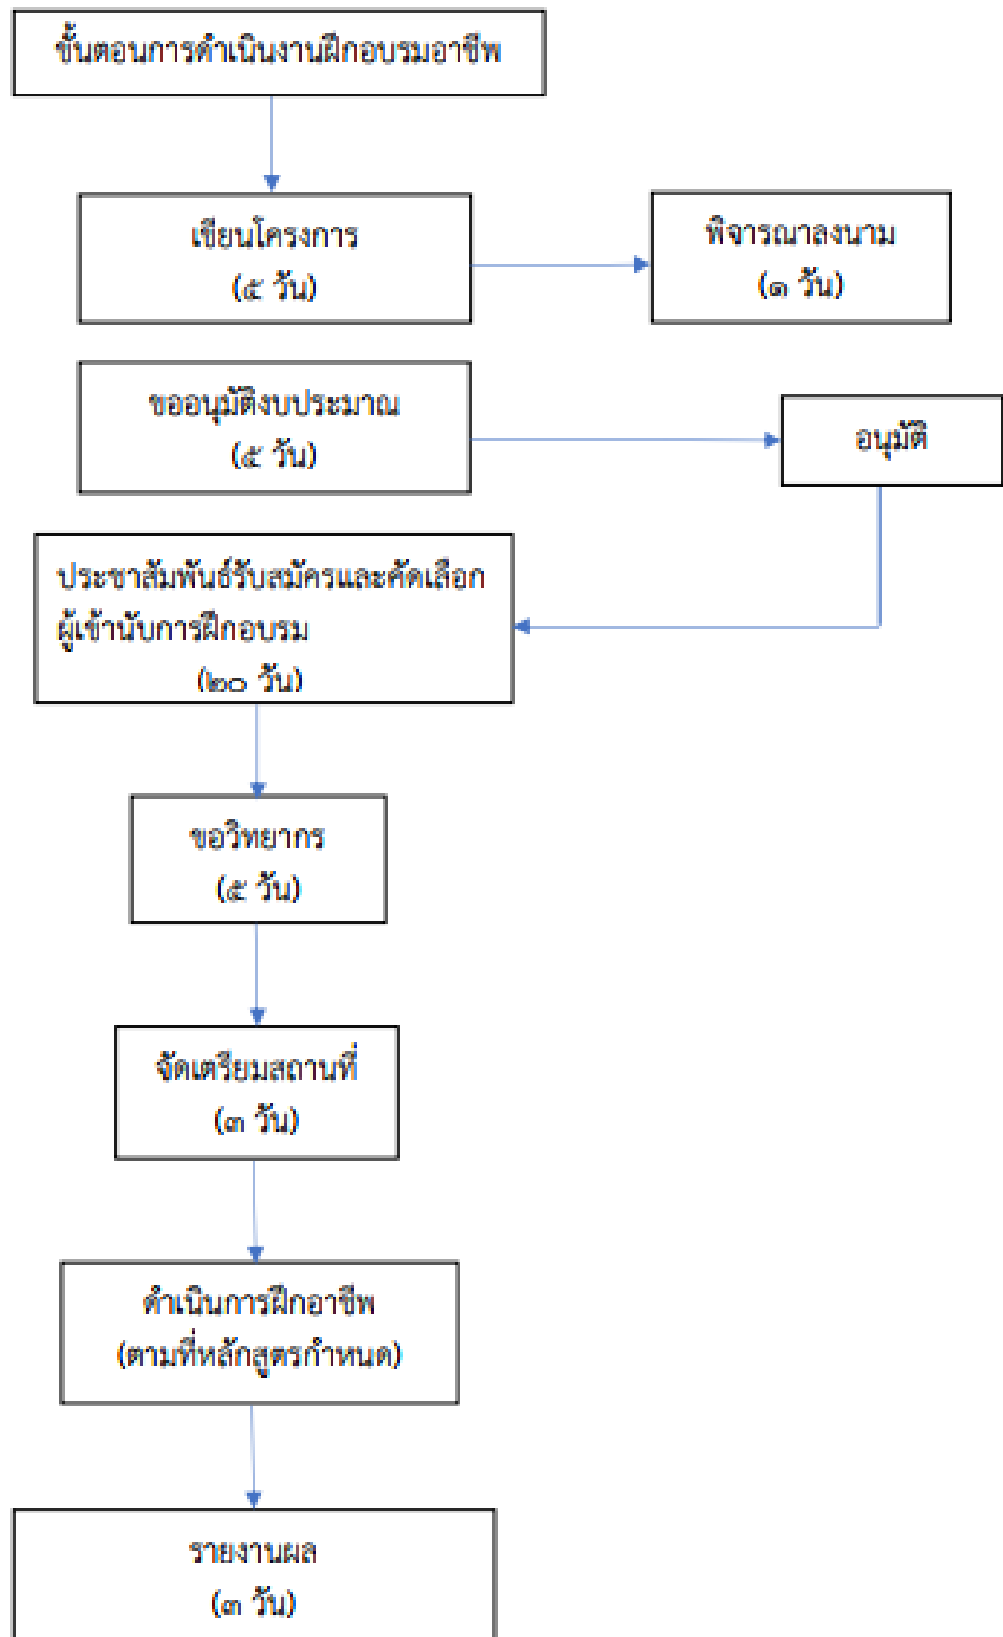 ขั้นตอนการดำเนินงานฝึกอบรมอาชีพ
เขียนโครงการ
(๕ วัน)
พิจารณาลงนาม
(๑ วัน)
ขออนุมัติงบประมาณ
(๕ วัน)
อนุมัติ
ประชาสัมพันธ์รับสมัครและคัดเลือก
ผู้เข้านับการฝึกอบรม
(๒๐ วัน)
ขอวิทยากร
(๕ วัน)
จัดเตรียมสถานที่
(๓ วัน)
ดำเนินการฝึกอาชีพ
(ตามที่หลักสูตรกำหนด)
รายงานผล
(๓ วัน)